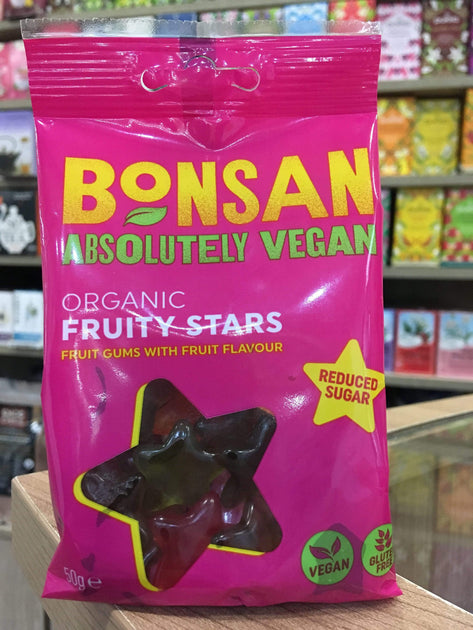 BONSAN
ABSOLUTELY VEGAN
ORGANIC
FRUITY STARS
FRUIT GUMS WITH FRUIT FLAVOUR
REDUCED
SUGAR
VEGAN
GLUTEN
FREE
50g e